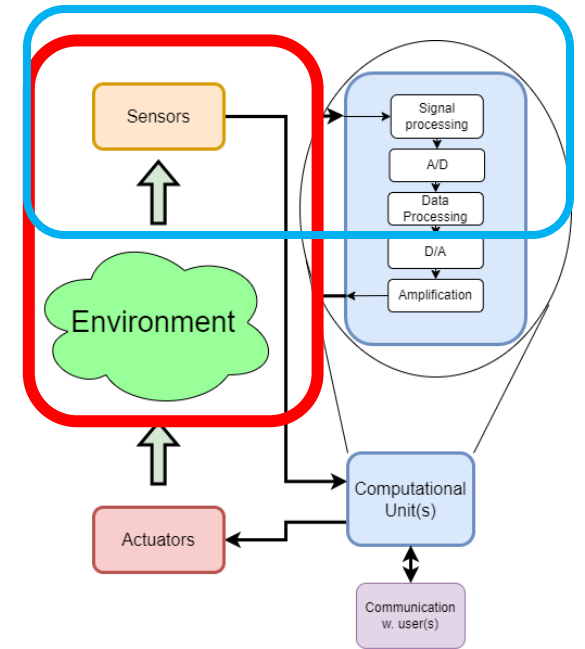 Sensors
Signal
processing
A/D
Data
Processing
D/A
Amplification
Environment
Computational
Unit(s)
Actuators
Communication
w. user(s)